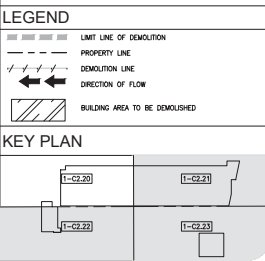 LEGEND
LIMIT LINE OF DEMOLITION
PROPERTY LINE
DEMOLITION LINE
DIRECTION OF FLOW
BUILDING AREA TO BE DEMOLISHED
KEY PLAN
1-C2.20 1-C2.21
1-C2.22 1-C2.23